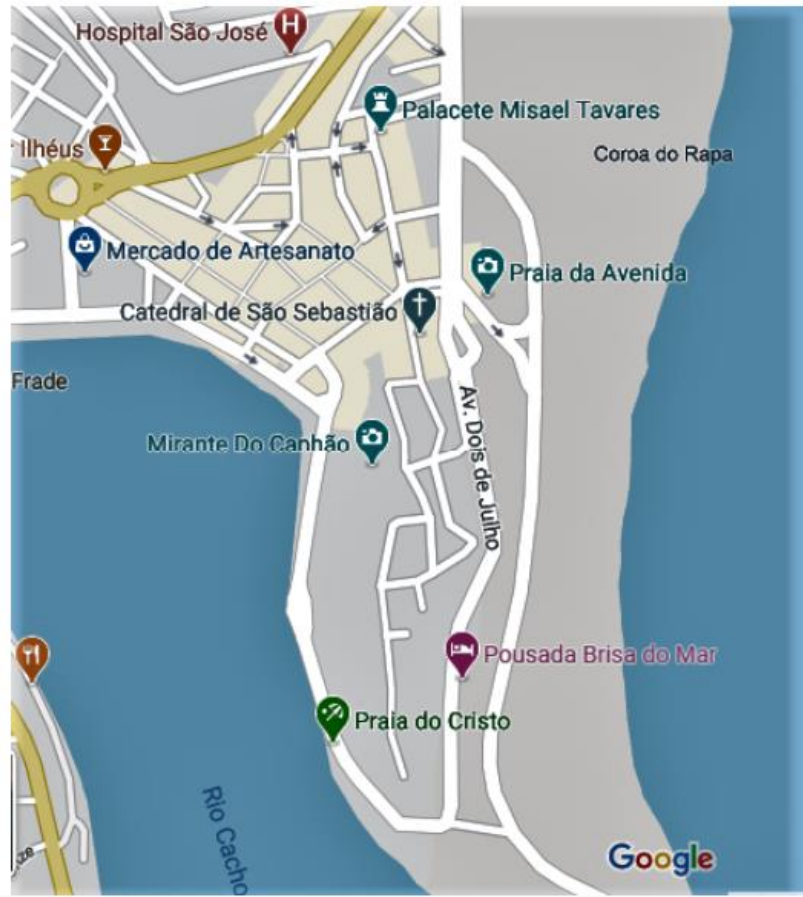 Hospital São José
H
Palacete Misael Tavares
Ilhéus
Coroa do Rapa
Mercado de Artesanato
Praia da Avenida
Catedral de São Sebastião
Frade
Av. Dois de Julho
Mirante Do Canhão
Pousada Brisa do Mar
Praia do Cristo
Rio Cacho
Google